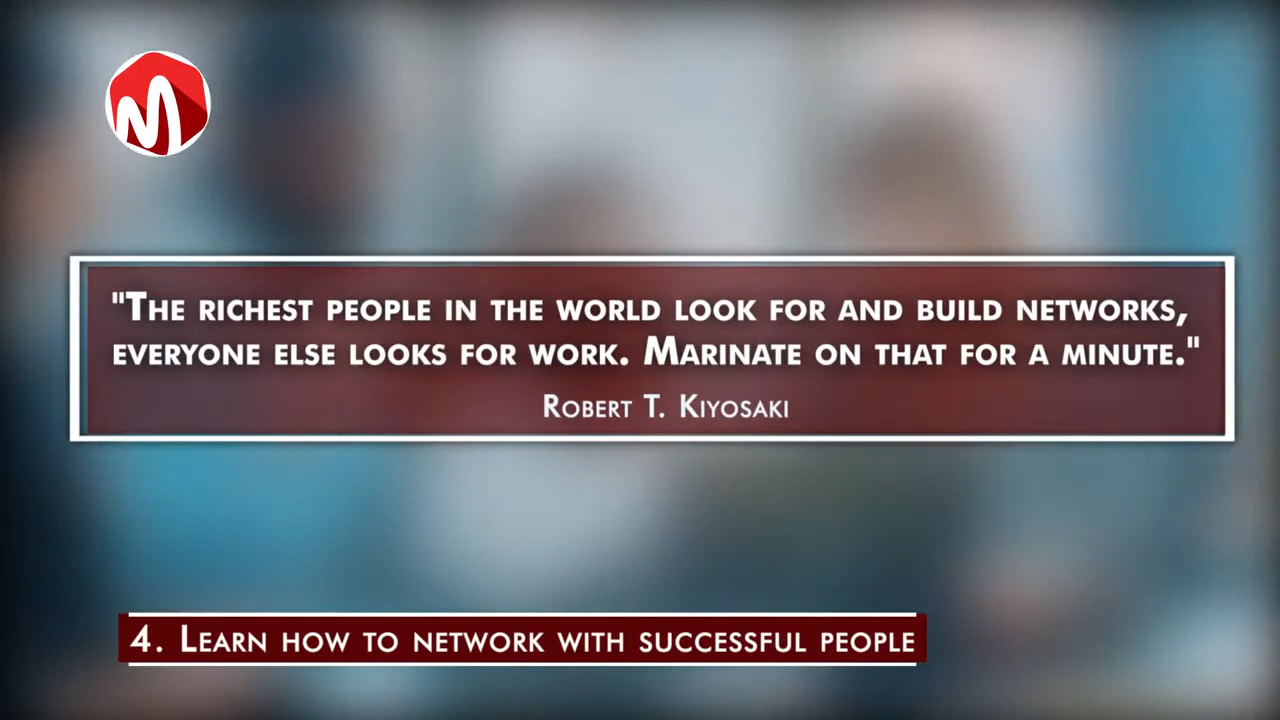 "The richest people in the world look for and build networks,
everyone else looks for work. Marinate on that for a minute."
Robert T. Kiyosaki
4. Learn how to network with successful people